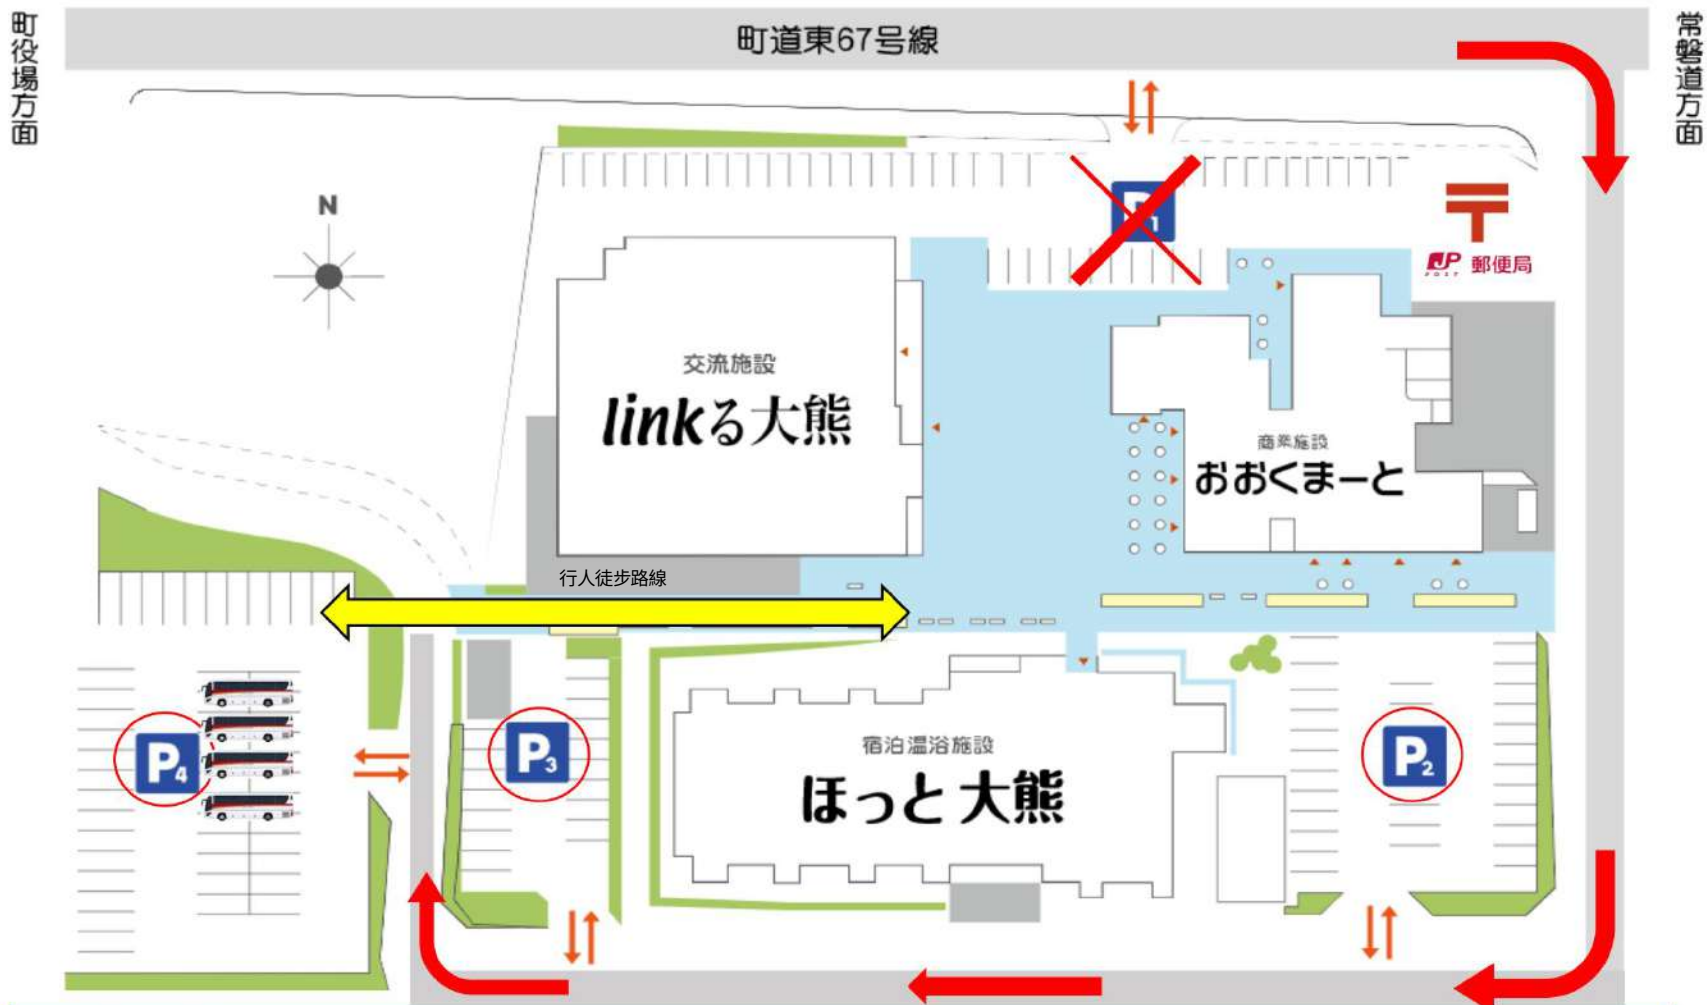 町役場方面
町道東67号線
常磐道方面
N
P1
JP
POST
郵便局
交流施設
linkる大熊
商業施設
おおくまーと
行人徒步路線
P4
P3
宿泊温浴施設
ほっと大熊
P2